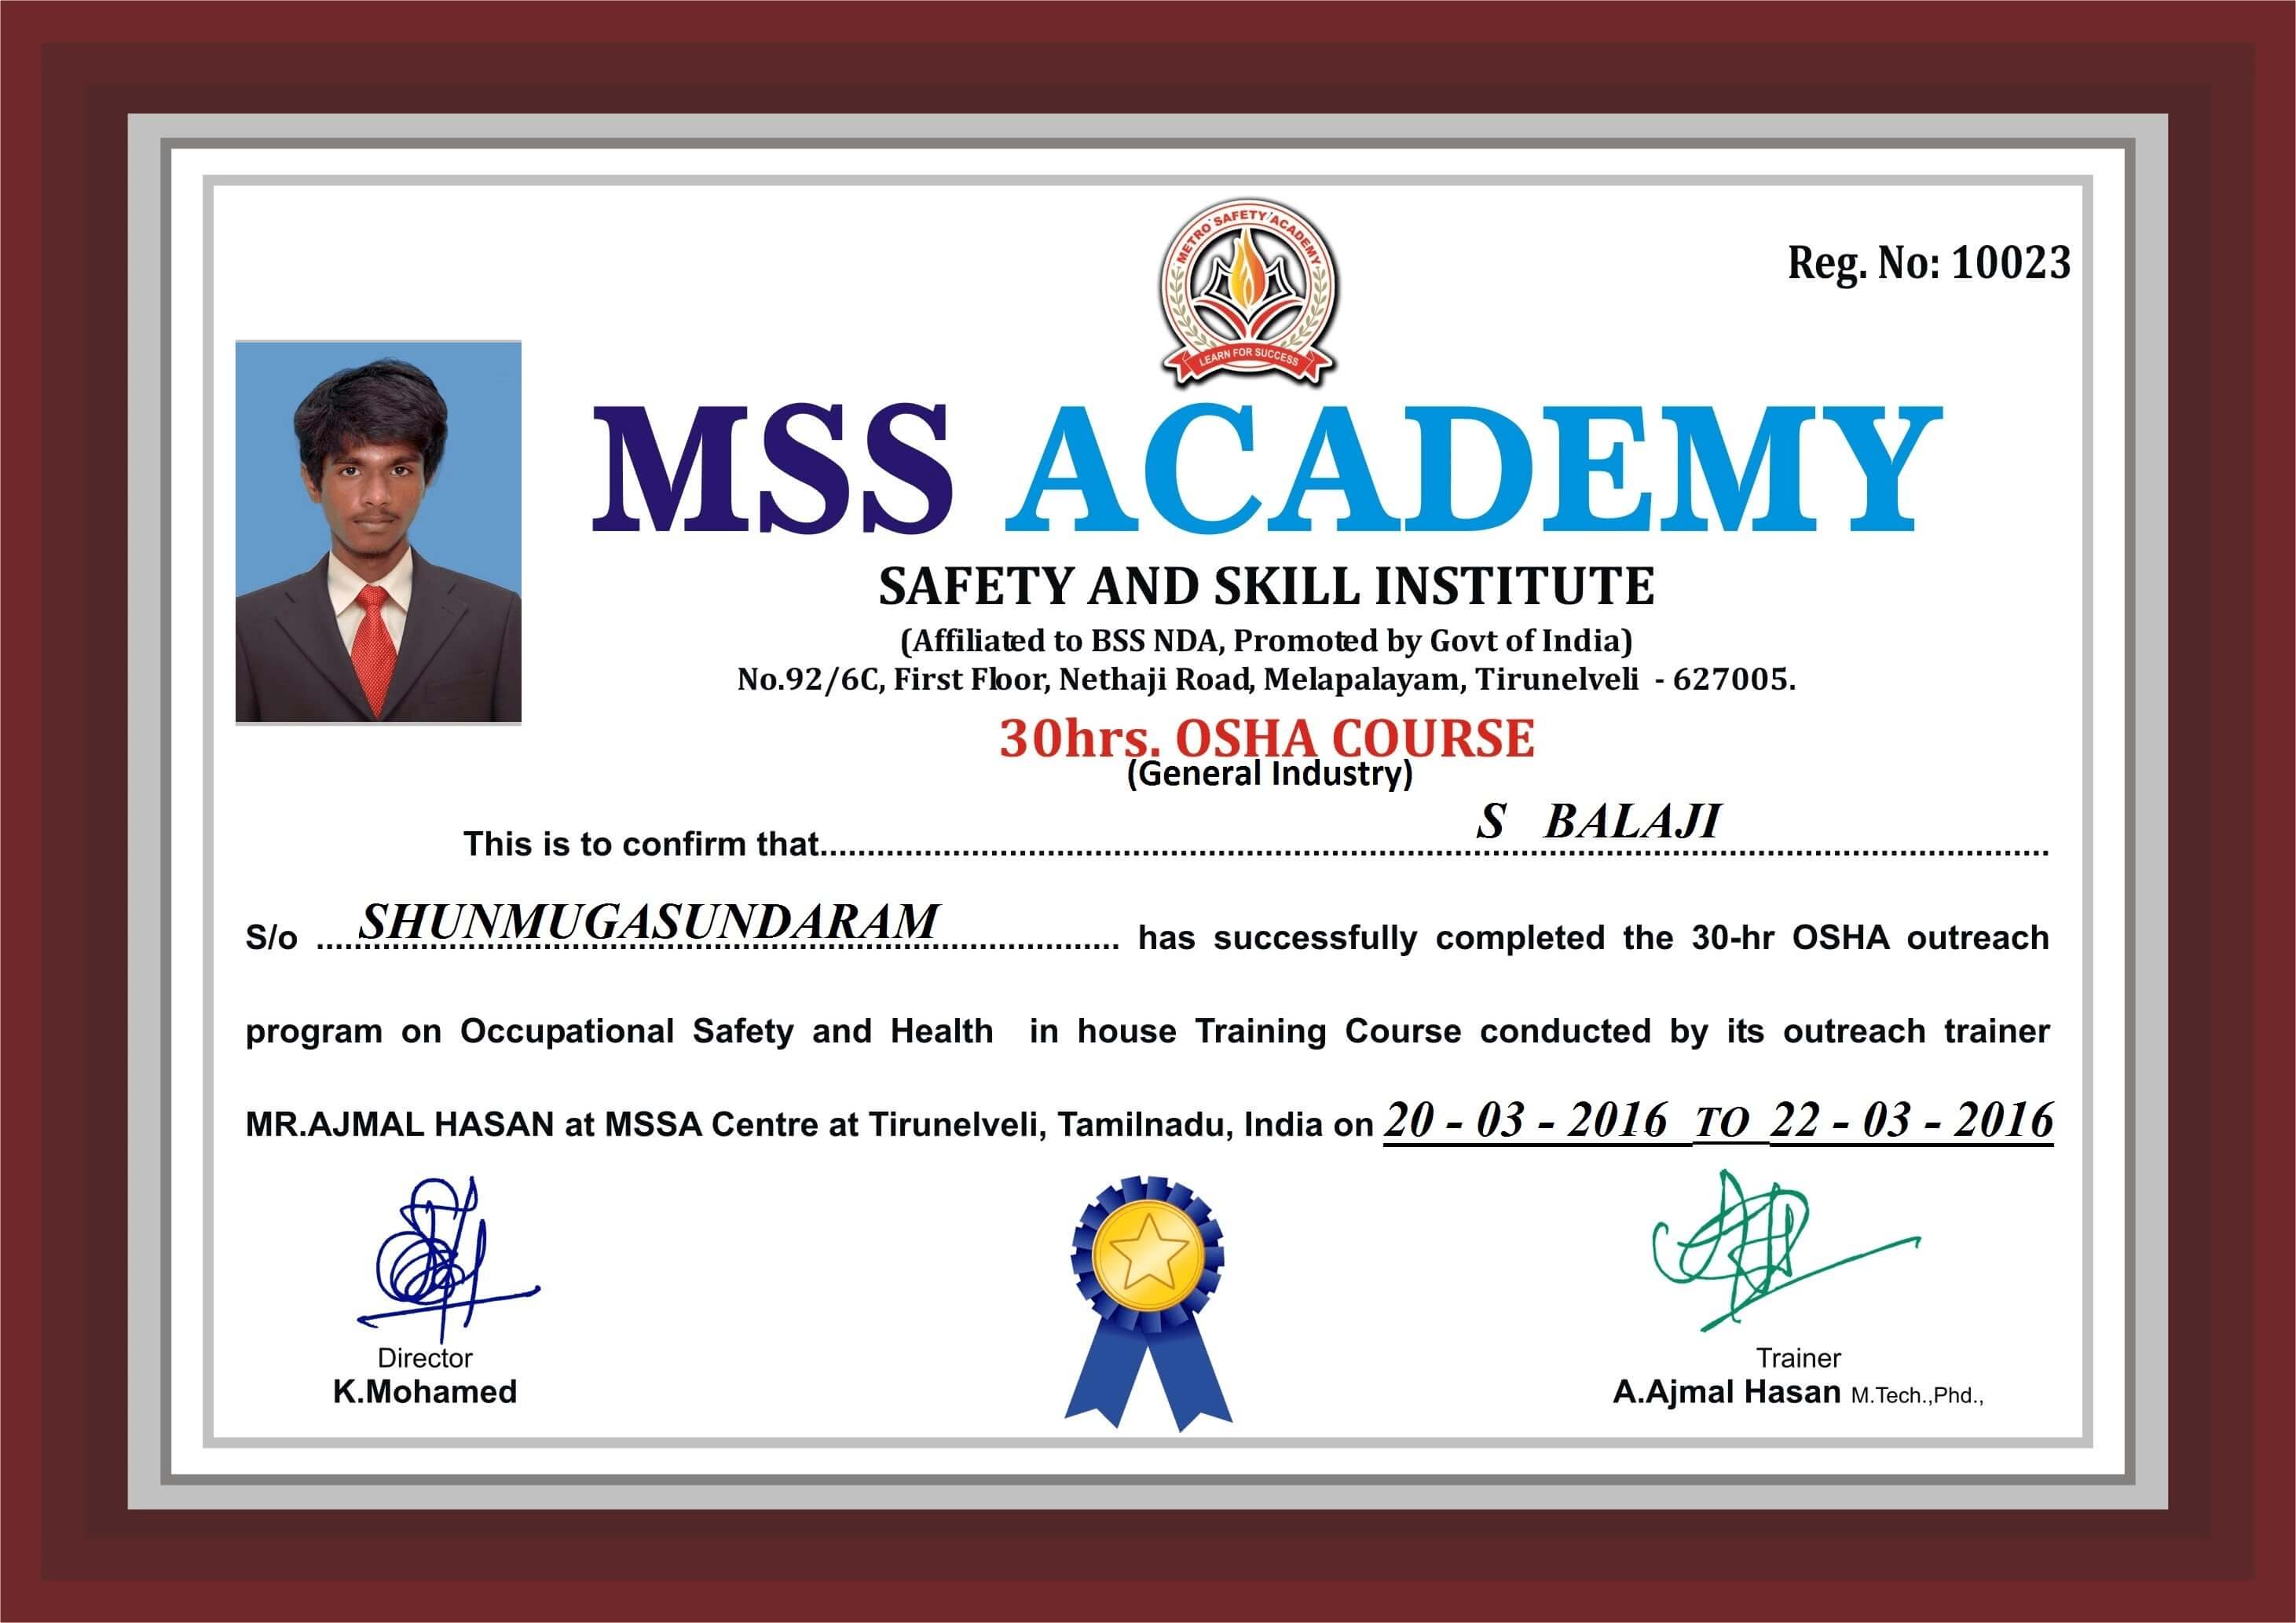 METRO SAFETY ACADEMY
LEARN FOR SUCCESS
Reg. No: 10023
MSS ACADEMY
SAFETY AND SKILL INSTITUTE
(Affiliated to BSS NDA, Promoted by Govt of India)
No.92/6C, First Floor, Nethaji Road, Melapalayam, Tirunelveli - 627005.
30hrs. OSHA COURSE
(General Industry)
This is to confirm that S BALAJI
S/o SHUNMUGASUNDARAM has successfully completed the 30-hr OSHA outreach
program on Occupational Safety and Health in house Training Course conducted by its outreach trainer
MR.AJMAL HASAN at MSSA Centre at Tirunelveli, Tamilnadu, India on 20 - 03 - 2016 TO 22 - 03 - 2016
Director
K.Mohamed
Trainer
A.Ajmal Hasan M.Tech.,Phd.,